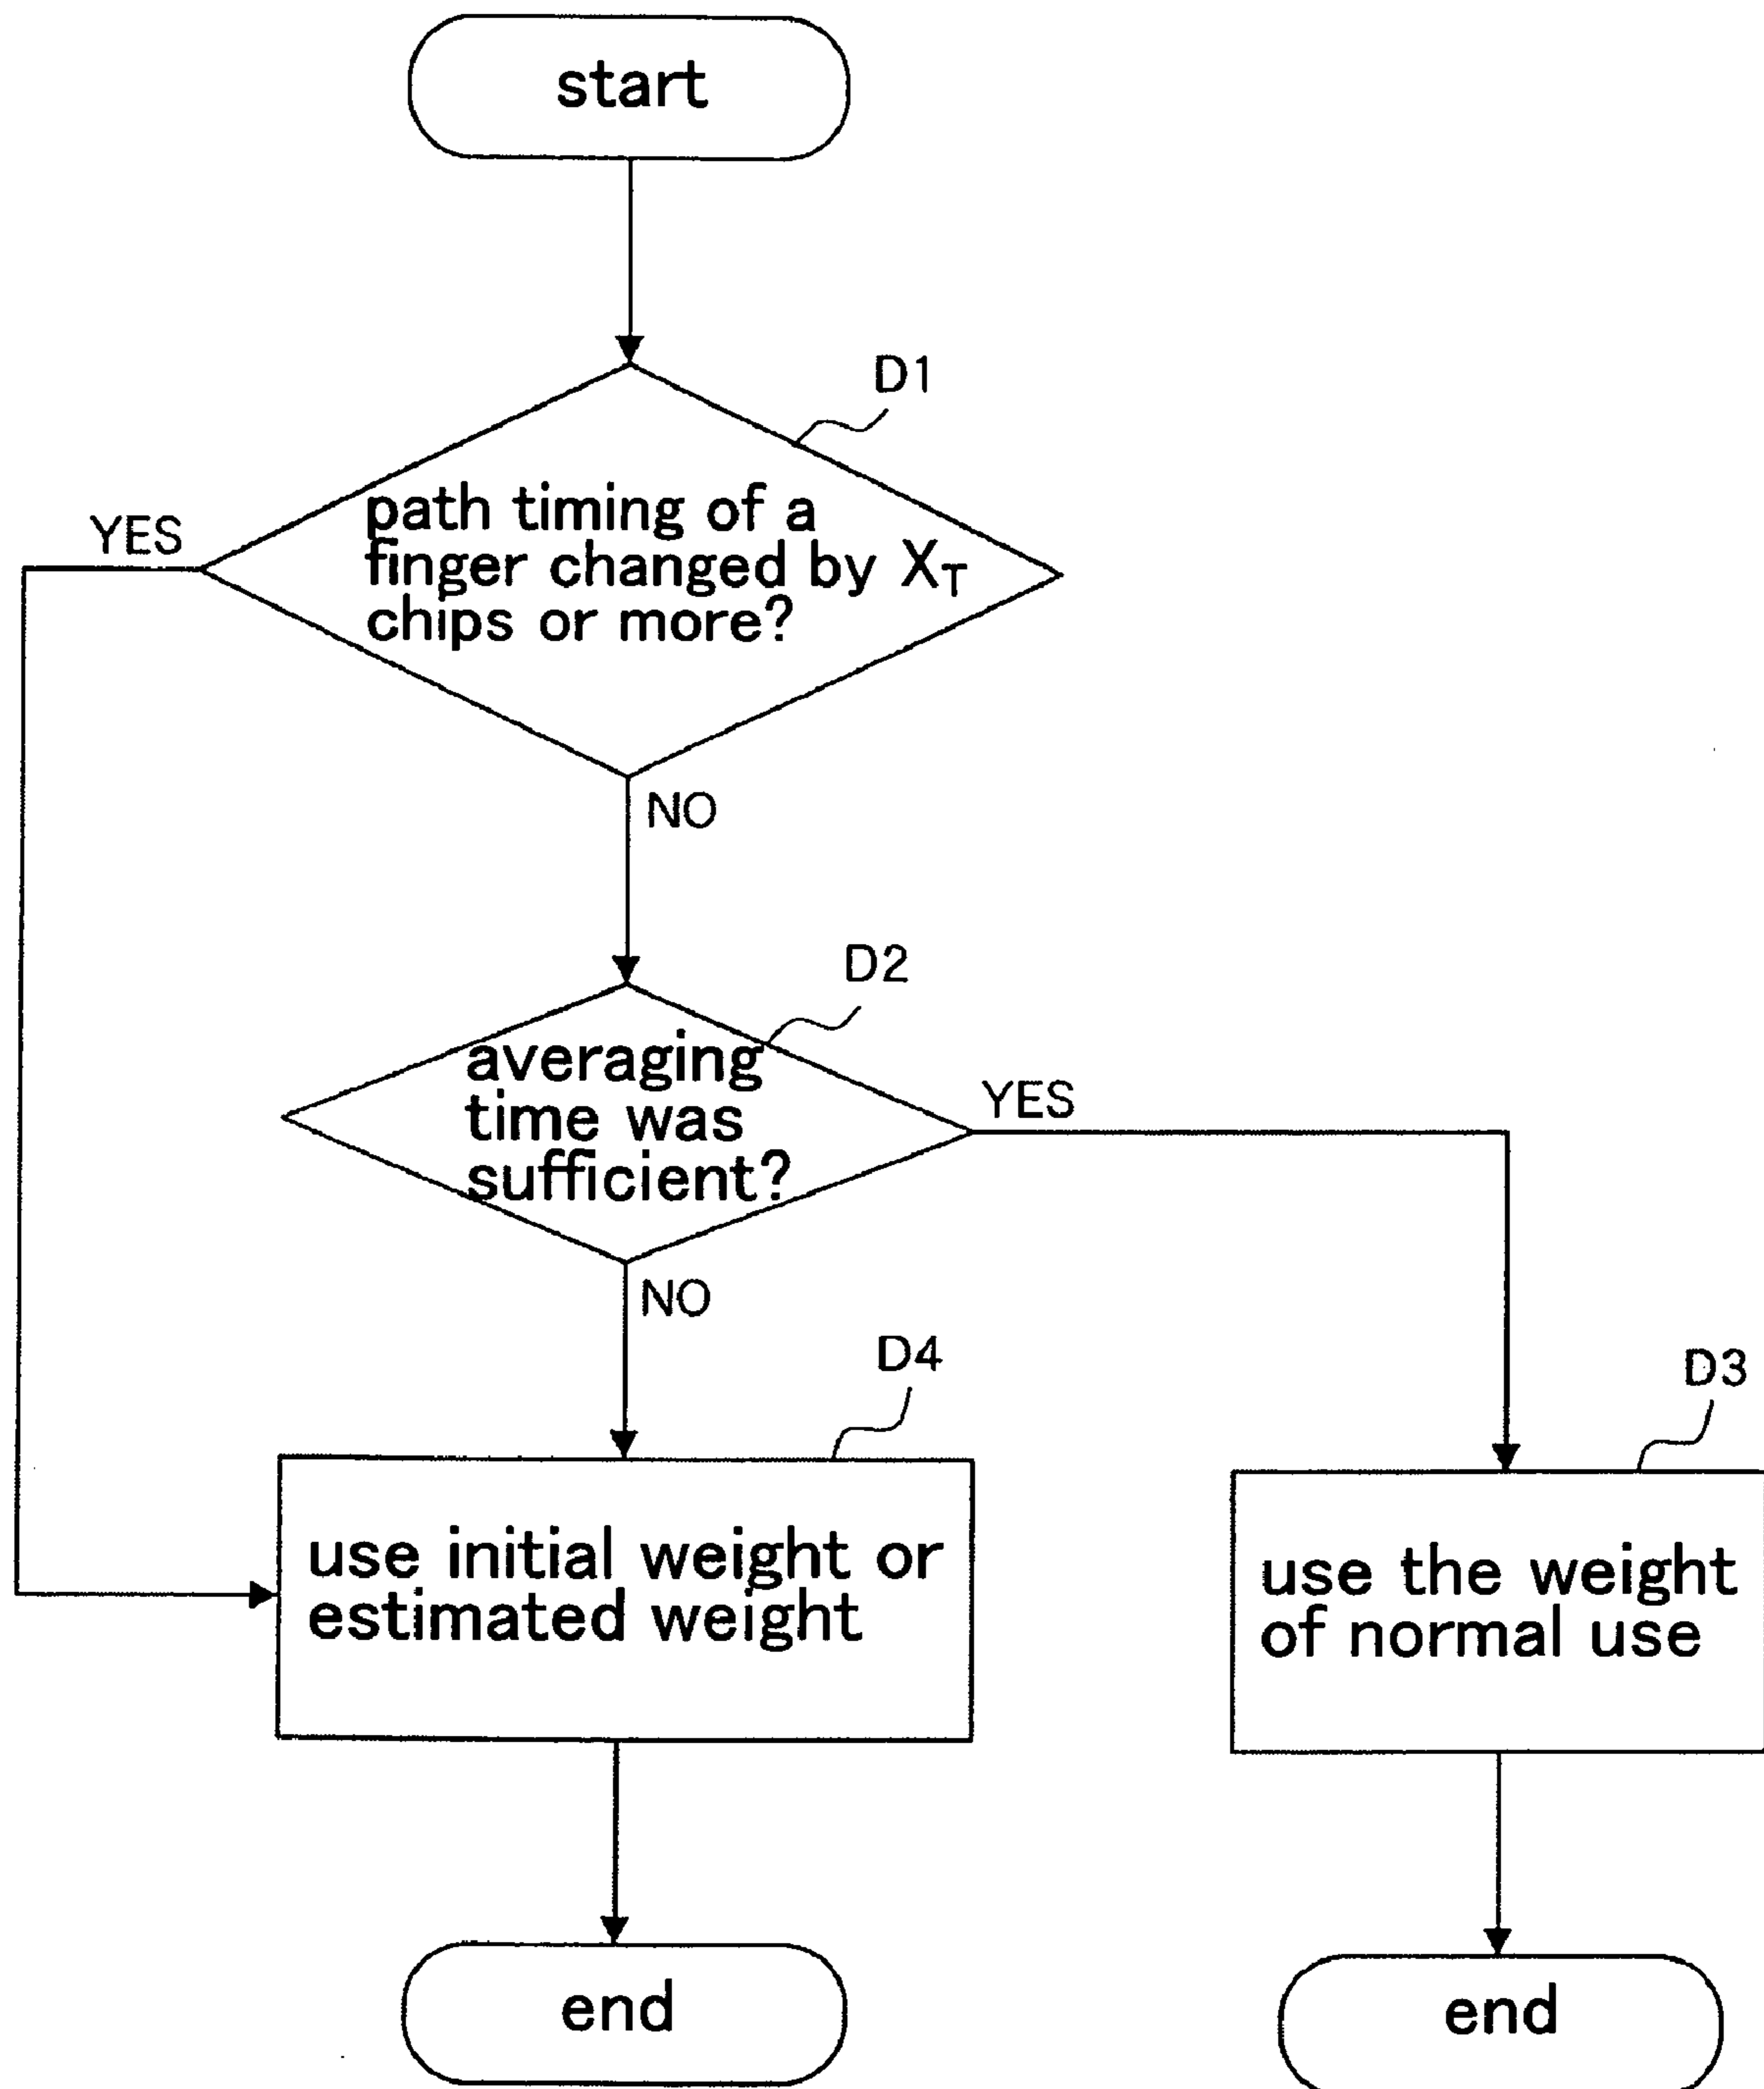 start
D1
path timing of a
finger changed by X_T
chips or more?
YES
NO
D2
averaging
time was
sufficient?
YES
NO
D4
D3
use initial weight or
estimated weight
use the weight
of normal use
end
end